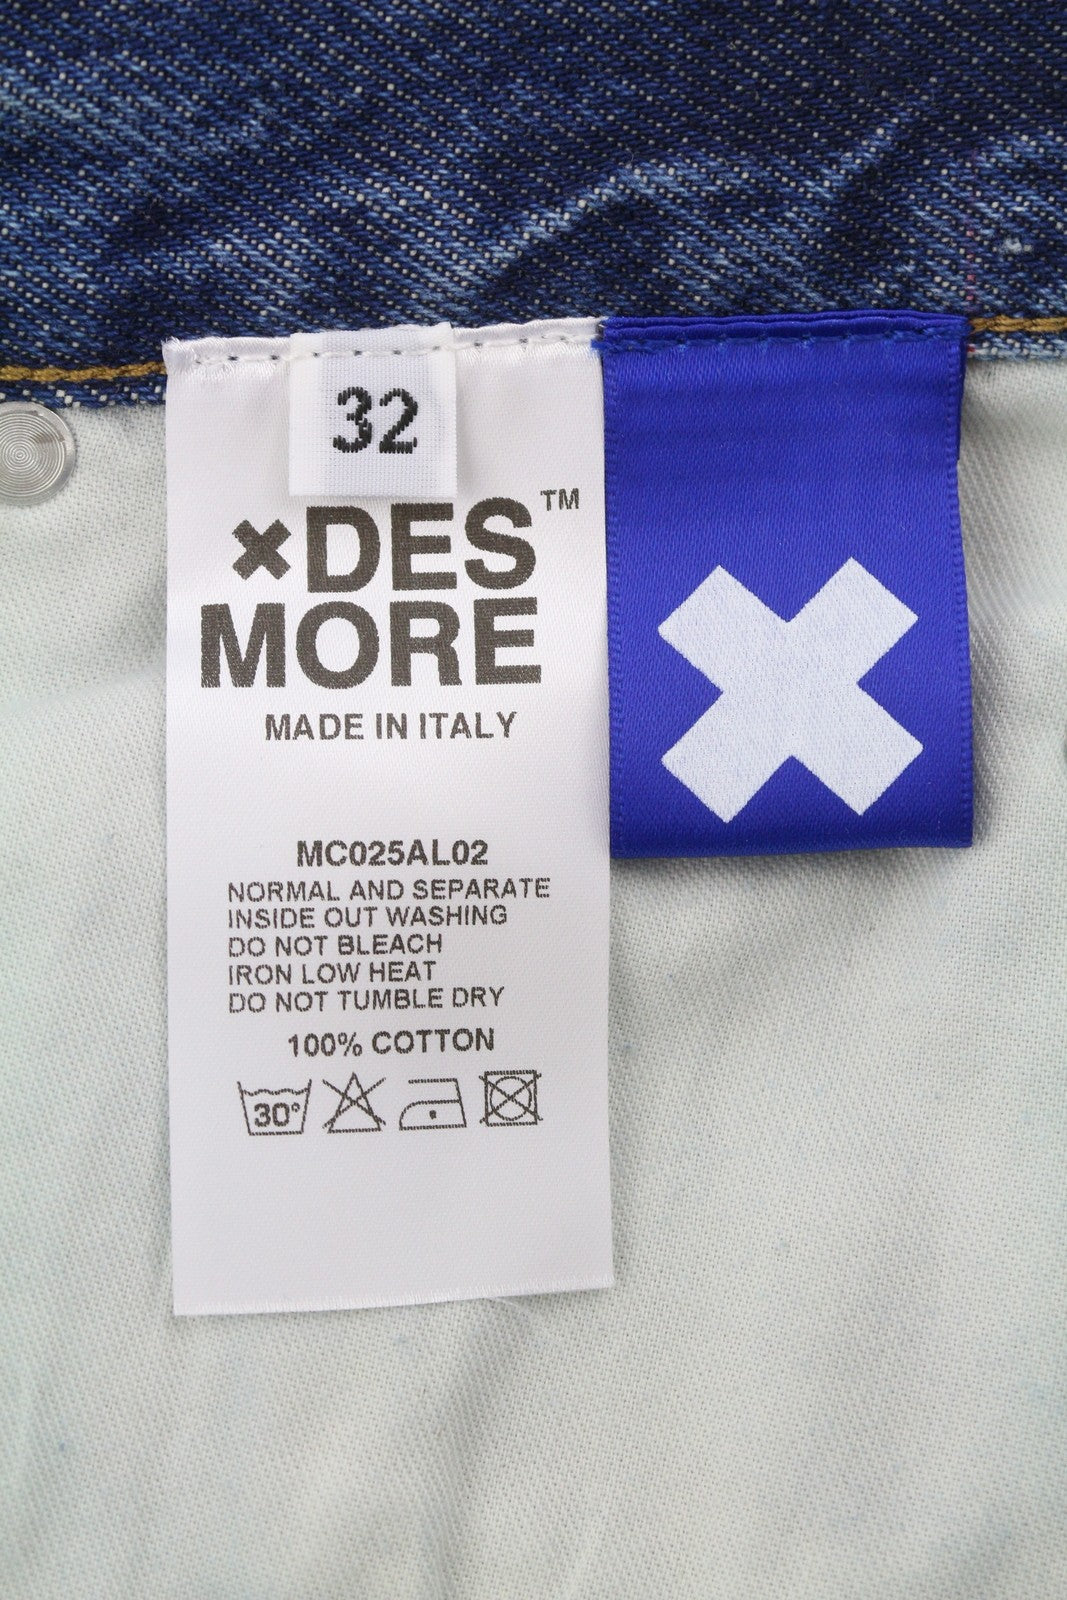 32
×DES™
MORE
MADE IN ITALY
MC025AL02
NORMAL AND SEPARATE
INSIDE OUT WASHING
DO NOT BLEACH
IRON LOW HEAT
DO NOT TUMBLE DRY
100% COTTON
30°